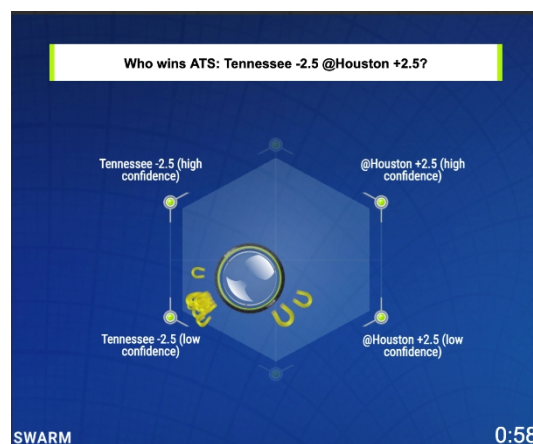 Who wins ATS: Tennessee -2.5 @Houston +2.5?
Tennessee -2.5 (high
confidence)
@Houston +2.5 (high
confidence)
Tennessee -2.5 (low
confidence)
@Houston +2.5 (low
confidence)
SWARM
0:58